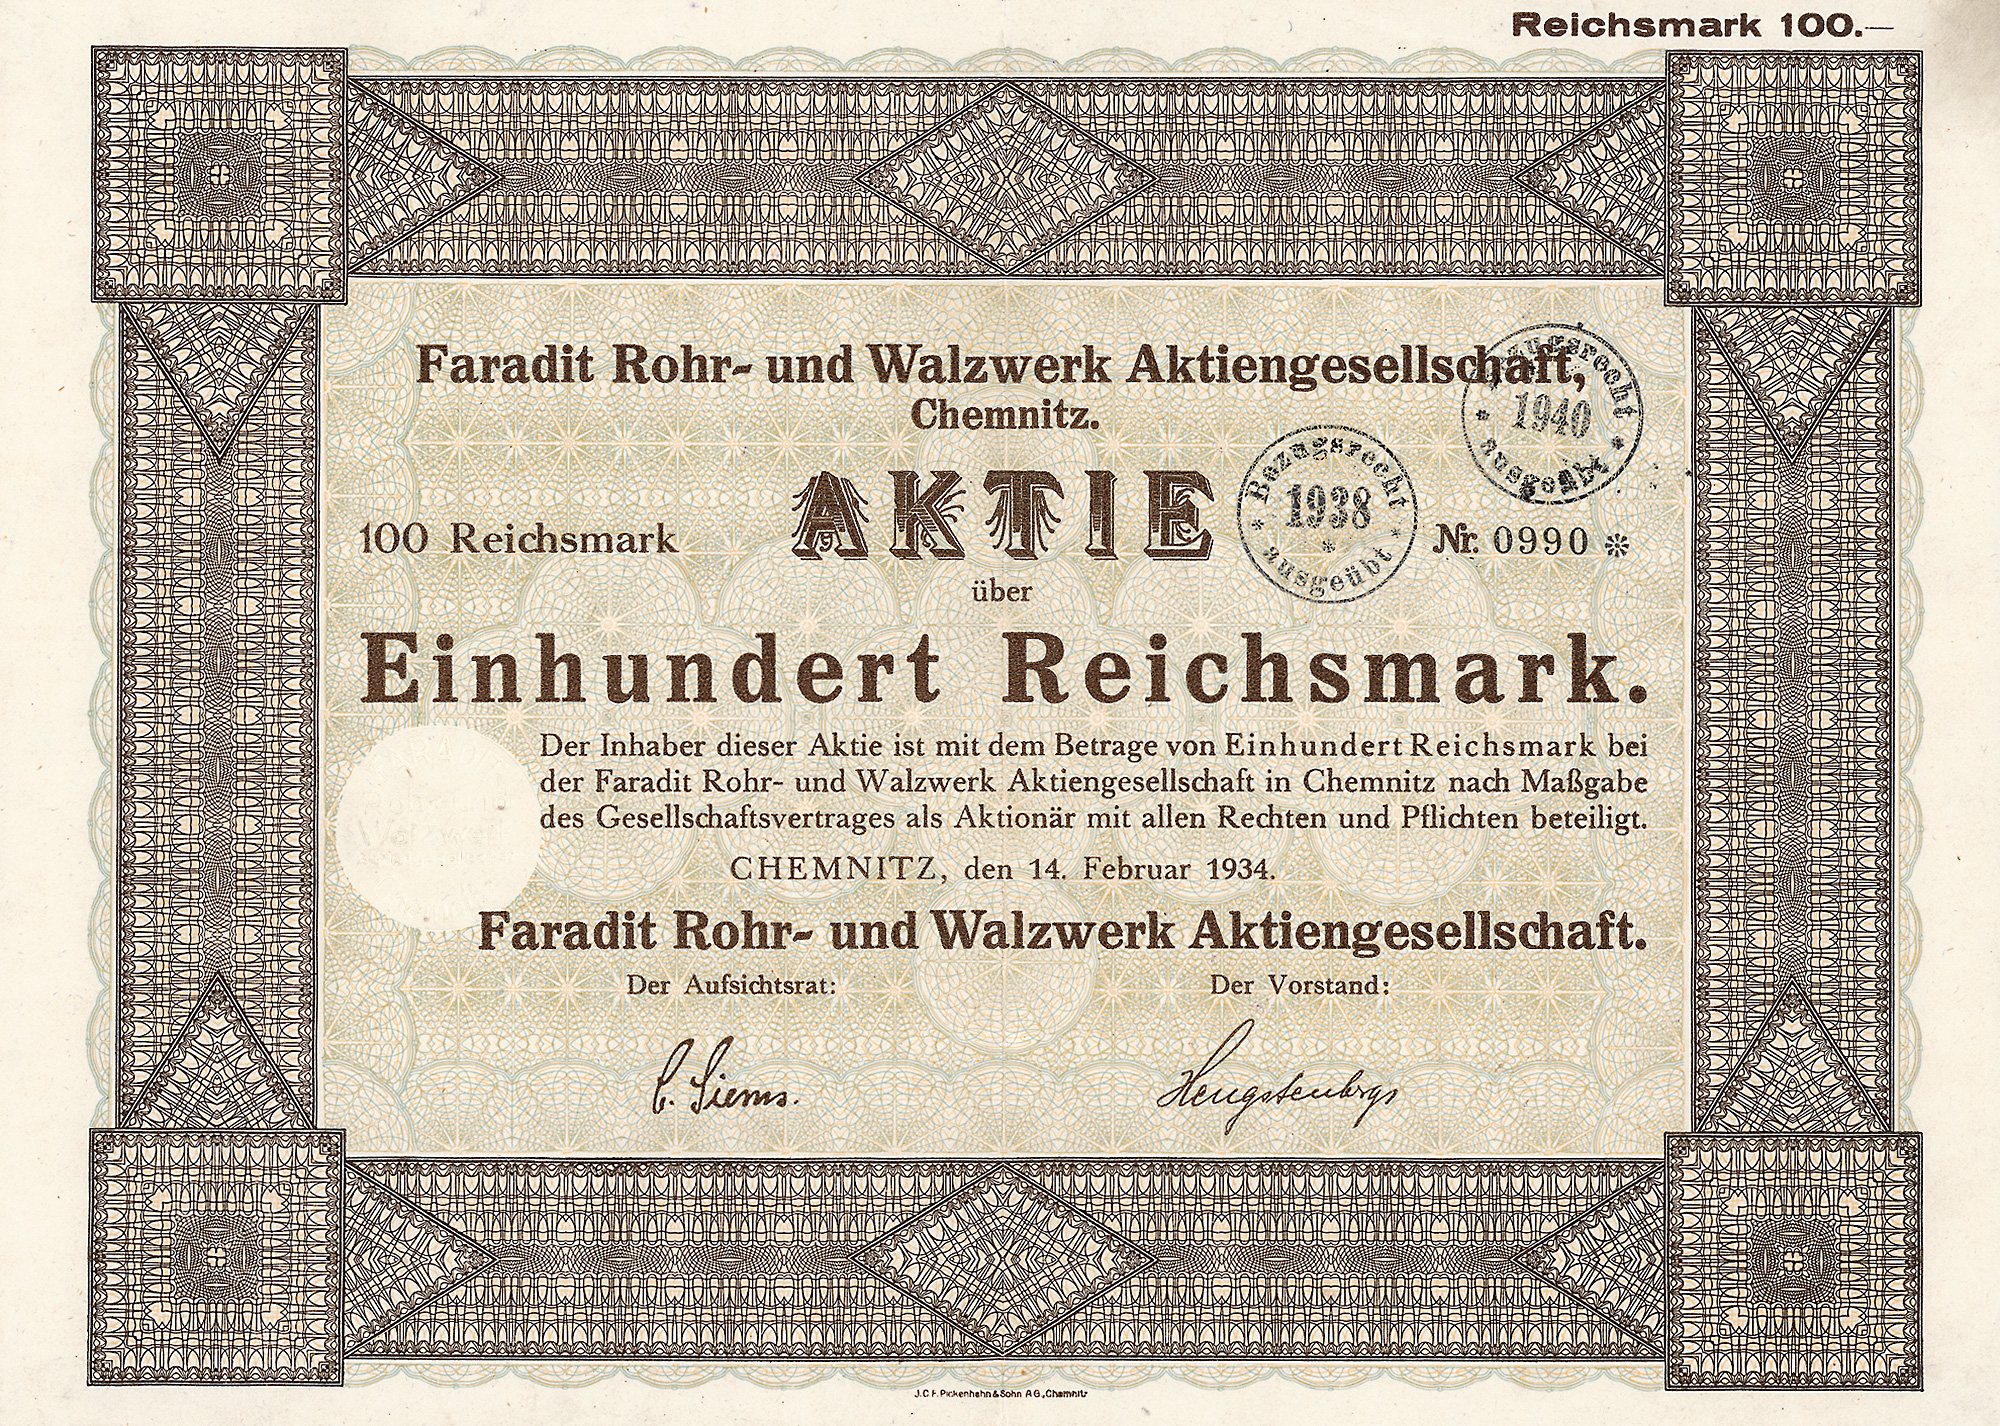 Reichsmark 100.—
Faradit Rohr- und Walzwerk Aktiengesellschaft,
Chemnitz.
Bezugsrecht
1940
ausgeübt
Bezugsrecht
1938
ausgeübt
100 Reichsmark AKTIE Nr. 0990
über
Einhundert Reichsmark.
Der Inhaber dieser Aktie ist mit dem Betrage von Einhundert Reichsmark bei
der Faradit Rohr- und Walzwerk Aktiengesellschaft in Chemnitz nach Maßgabe
des Gesellschaftsvertrages als Aktionär mit allen Rechten und Pflichten beteiligt.
CHEMNITZ, den 14. Februar 1934.
Faradit Rohr- und Walzwerk Aktiengesellschaft.
Der Aufsichtsrat: Der Vorstand:
C. Siems. Hengstenberg
J.C.F. Pickenhahn & Sohn AG., Chemnitz